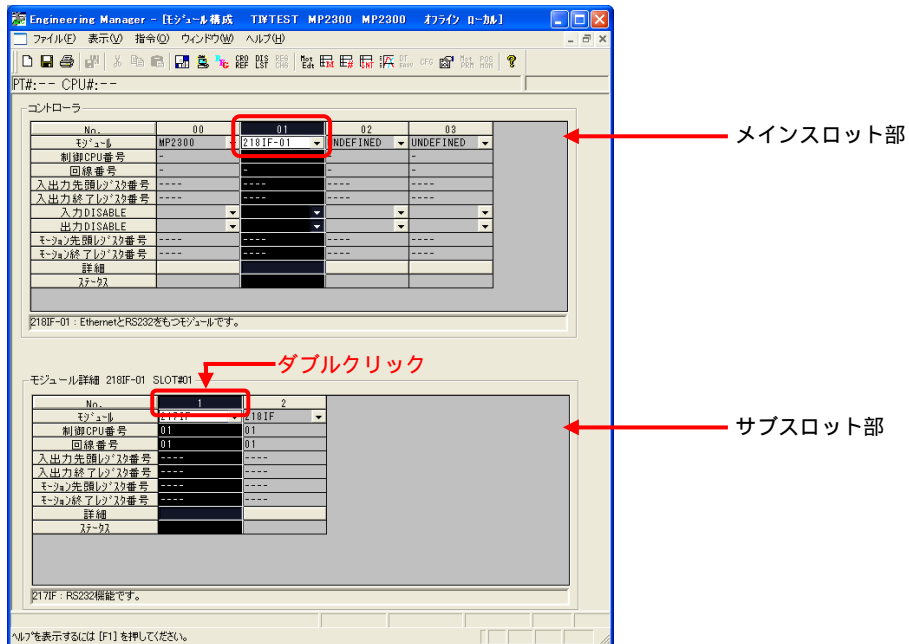 Engineering Manager - [ﾓｼﾞｭｰﾙ構成　TI¥TEST　MP2300　MP2300　ｵﾌﾗｲﾝ ﾛｰｶﾙ]
ファイル(F) 表示(V) 指令(O) ウィンドウ(W) ヘルプ(H)
PT#:-- CPU#:--
コントローラ
No. 00 01 02 03
ﾓｼﾞｭｰﾙ MP2300 218IF-01 UNDEFINED UNDEFINED
制御CPU番号 - - -
回線番号 - - - -
入出力先頭ﾚｼﾞｽﾀ番号 ---- ---- ---- ----
入出力終了ﾚｼﾞｽﾀ番号 ---- ---- ---- ----
入力DISABLE
出力DISABLE
ﾓｰｼｮﾝ先頭ﾚｼﾞｽﾀ番号 ---- ---- ---- ----
ﾓｰｼｮﾝ終了ﾚｼﾞｽﾀ番号 ---- ---- ---- ----
詳細
ｽﾃｰﾀｽ
218IF-01 : EthernetとRS232をもつﾓｼﾞｭｰﾙです。
メインスロット部
ダブルクリック
モジュール詳細 218IF-01 SLOT#01
No. 1 2
ﾓｼﾞｭｰﾙ 217IF 218IF
制御CPU番号 01 01
回線番号 01 01
入出力先頭ﾚｼﾞｽﾀ番号 ---- ----
入出力終了ﾚｼﾞｽﾀ番号 ---- ----
ﾓｰｼｮﾝ先頭ﾚｼﾞｽﾀ番号 ---- ----
ﾓｰｼｮﾝ終了ﾚｼﾞｽﾀ番号 ---- ----
詳細
ｽﾃｰﾀｽ
サブスロット部
217IF : RS232機能です。
ﾍﾙﾌﾟを表示するには [F1] を押してください。